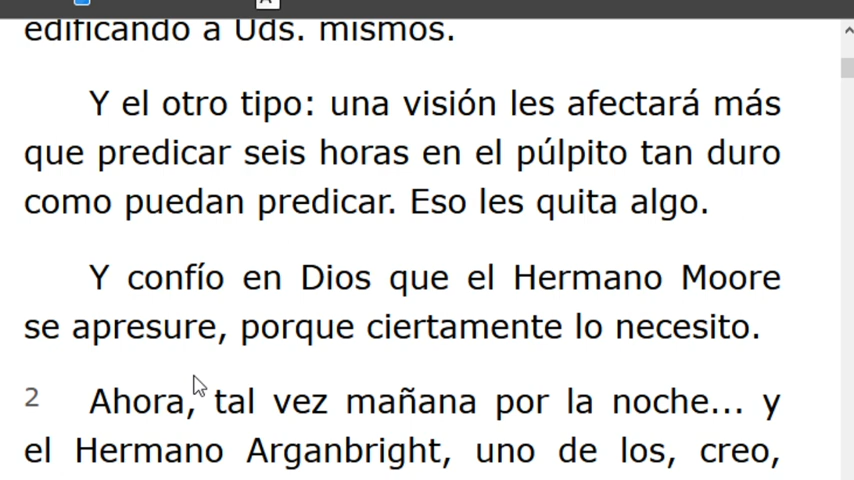 edificando a Uds. mismos.
Y el otro tipo: una visión les afectará más
que predicar seis horas en el púlpito tan duro
como puedan predicar. Eso les quita algo.
Y confío en Dios que el Hermano Moore
se apresure, porque ciertamente lo necesito.
2 Ahora, tal vez mañana por la noche... y
el Hermano Arganbright, uno de los, creo,